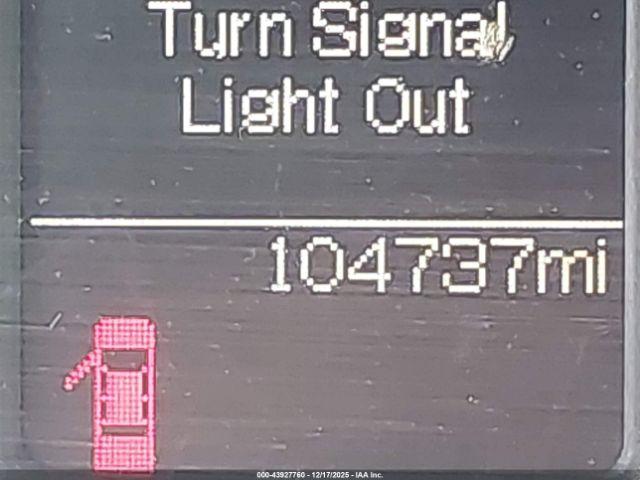 Turn Signal
Light Out
104737mi
000-43927760 - 12/17/2025 - IAA Inc.